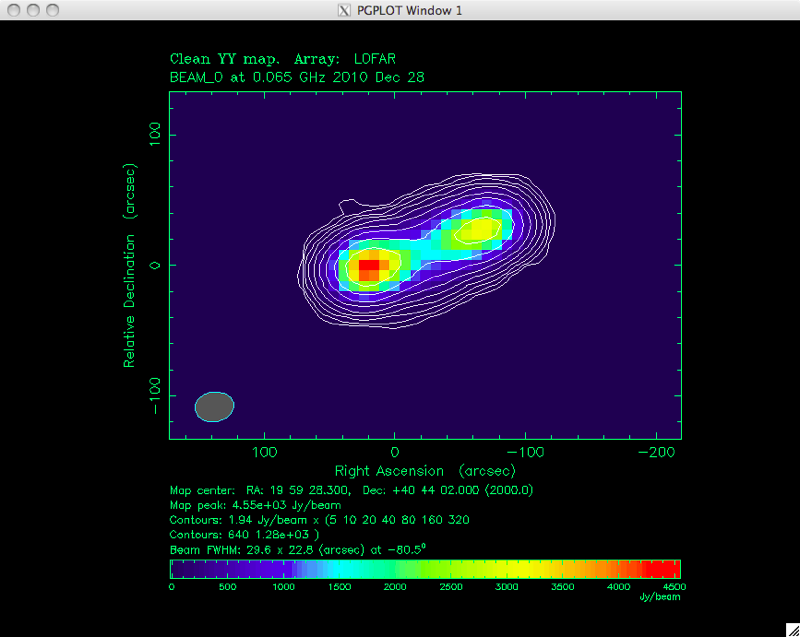 PGPLOT Window 1
Clean YY map. Array: LOFAR
BEAM_0 at 0.065 GHz 2010 Dec 28
Relative Declination (arcsec)
100
0
−100
100 0 −100 −200
Right Ascension (arcsec)
Map center: RA: 19 59 28.300, Dec: +40 44 02.000 (2000.0)
Map peak: 4.55e+03 Jy/beam
Contours: 1.94 Jy/beam x (5 10 20 40 80 160 320
Contours: 640 1.28e+03 )
Beam FWHM: 29.6 x 22.8 (arcsec) at −80.5°
0 500 1000 1500 2000 2500 3000 3500 4000 4500
Jy/beam